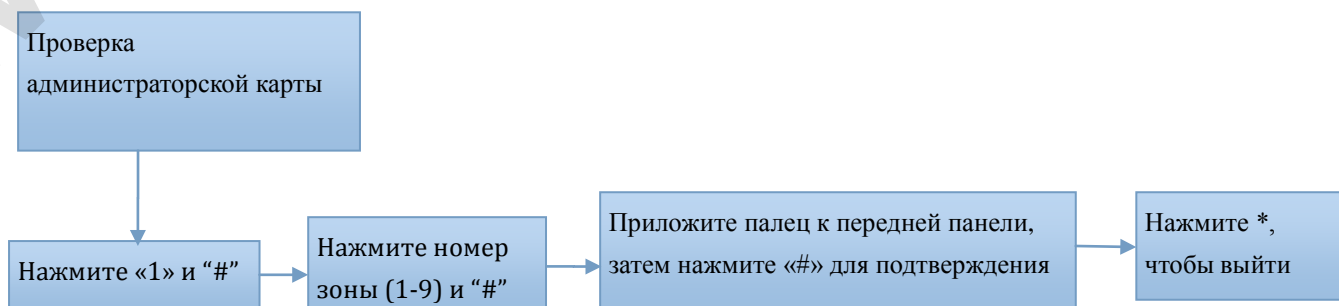 Проверка
администраторской карты
Нажмите «1» и “#”
Нажмите номер
зоны (1-9) и “#”
Приложите палец к передней панели,
затем нажмите «#» для подтверждения
Нажмите *,
чтобы выйти